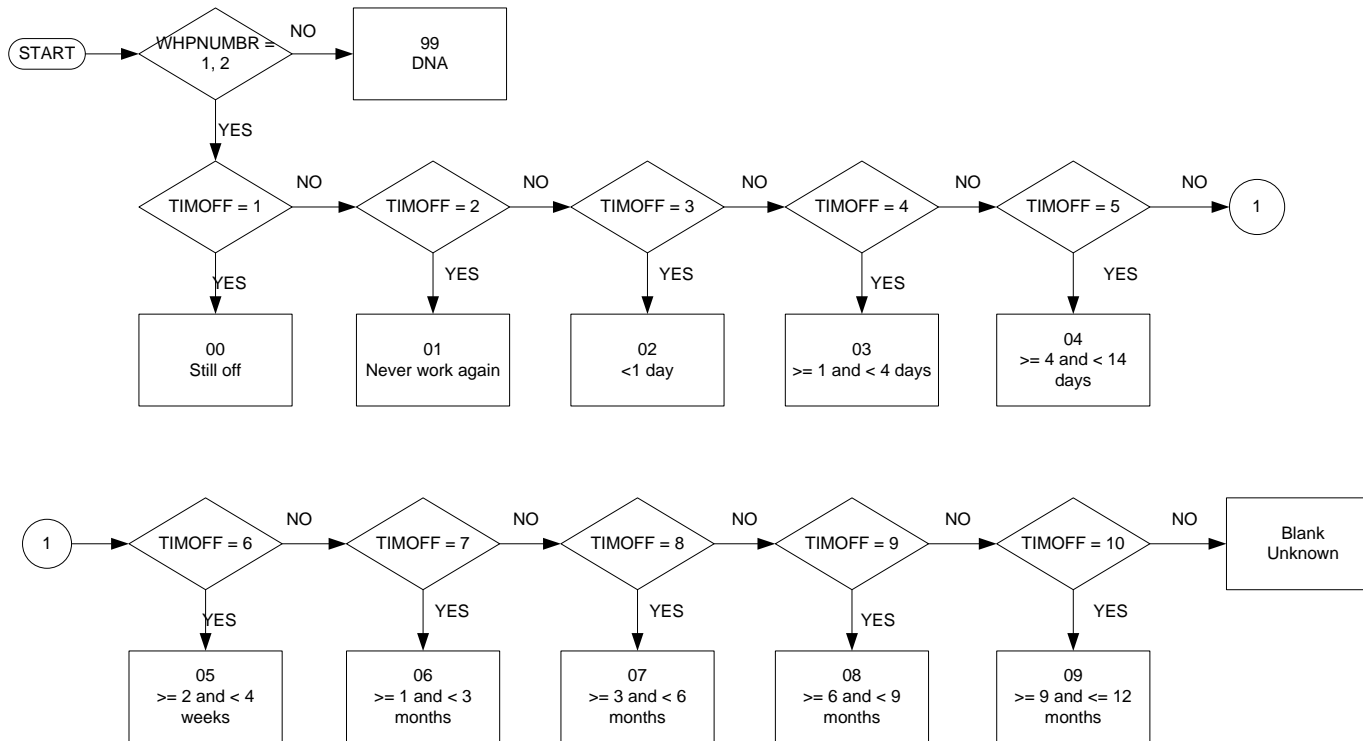 START
WHPNUMBR =
1, 2
NO
99
DNA
YES
TIMOFF = 1
NO
TIMOFF = 2
NO
TIMOFF = 3
NO
TIMOFF = 4
NO
TIMOFF = 5
NO
1
YES
YES
YES
YES
YES
00
Still off
01
Never work again
02
<1 day
03
>= 1 and < 4 days
04
>= 4 and < 14
days
1
TIMOFF = 6
NO
TIMOFF = 7
NO
TIMOFF = 8
NO
TIMOFF = 9
NO
TIMOFF = 10
NO
Blank
Unknown
YES
YES
YES
YES
YES
05
>= 2 and < 4
weeks
06
>= 1 and < 3
months
07
>= 3 and < 6
months
08
>= 6 and < 9
months
09
>= 9 and <= 12
months